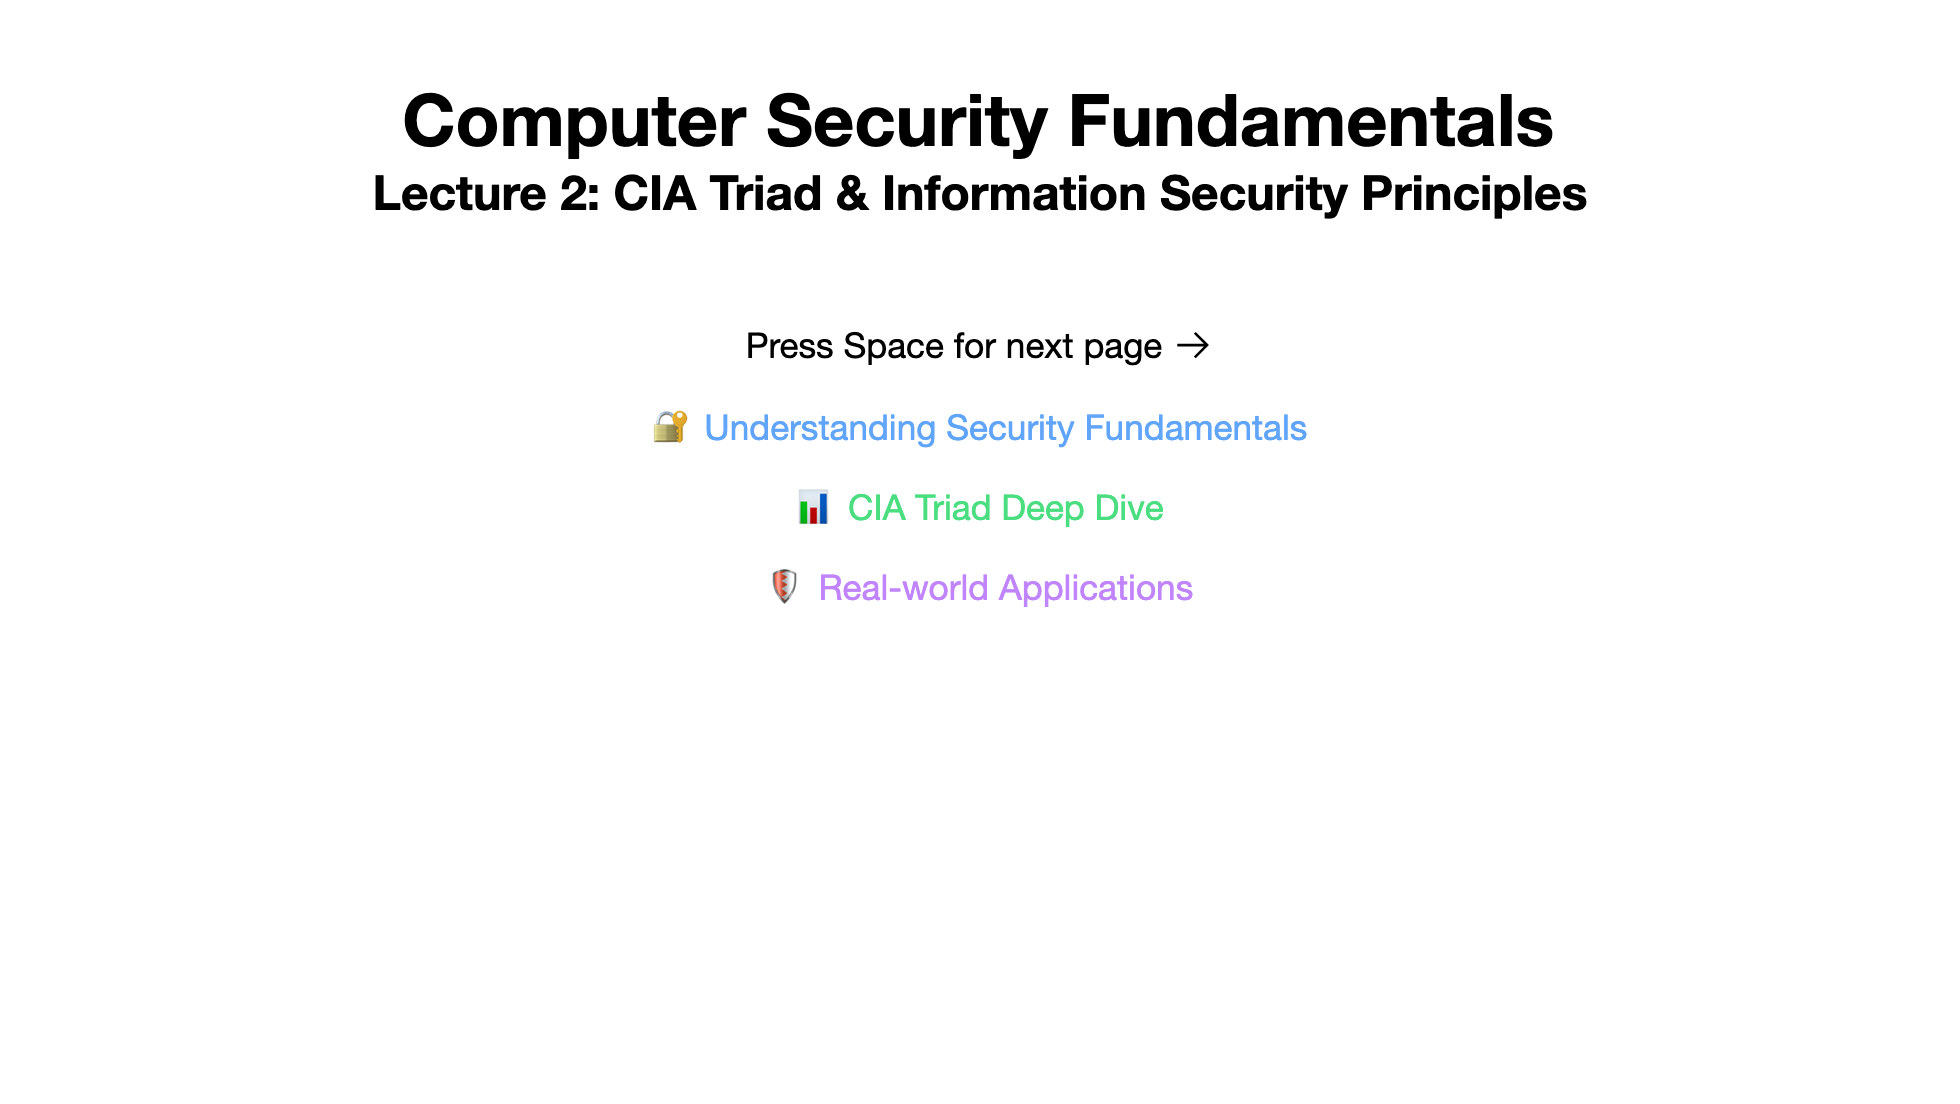 Computer Security Fundamentals
Lecture 2: CIA Triad & Information Security Principles
Press Space for next page →
🔐 Understanding Security Fundamentals
📊 CIA Triad Deep Dive
🛡️ Real-world Applications